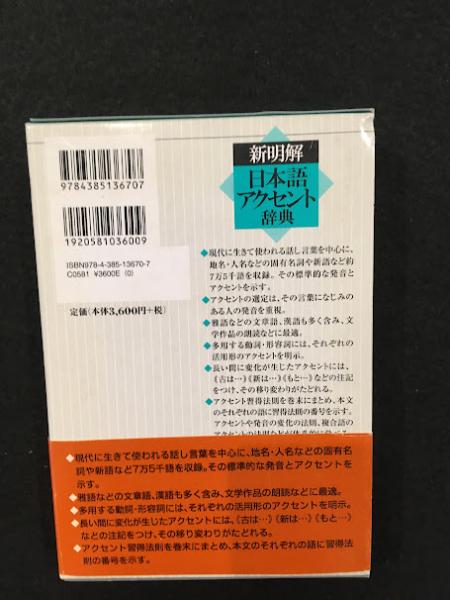 9784385136707
1920581036009
ISBN978-4-385-13670-7
C0581 ¥3600E (0)
定価(本体3,600円+税)
新明解
日本語
アクセント
辞典
◆現代に生きて使われる話し言葉を中心に、
地名・人名などの固有名詞や新語など約
7万5千語を収録。その標準的な発音と
アクセントを示す。
◆アクセントの選定は、その言葉になじみの
ある人の発音を重視。
◆雅語などの文章語、漢語も多く含み、文
学作品の朗読などに最適。
◆多用する動詞・形容詞には、それぞれの
活用形のアクセントを明示。
◆長い間に変化が生じたアクセントには、
《古は…》《新は…》《もと…》などの注記
をつけ、その移り変わりがたどれる。
◆アクセント習得法則を巻末にまとめ、本文
のそれぞれの語に習得法則の番号を示す。
アクセントや発音の変化の法則、複合語の
◆現代に生きて使われる話し言葉を中心に、地名・人名などの固有名
詞や新語など7万5千語を収録。その標準的な発音とアクセントを
示す。
◆雅語などの文章語、漢語も多く含み、文学作品の朗読などに最適。
◆多用する動詞・形容詞には、それぞれの活用形のアクセントを明示。
◆長い間に変化が生じたアクセントには、《古は…》《新は…》《もと…》
などの注記をつけ、その移り変わりがたどれる。
◆アクセント習得法則を巻末にまとめ、本文のそれぞれの語に習得法
則の番号を示す。